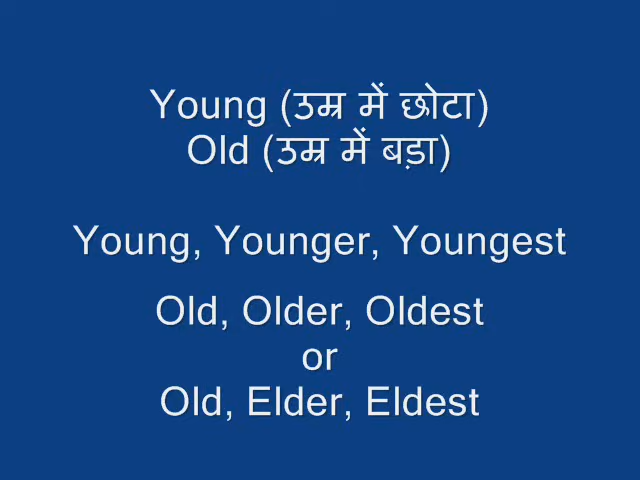 Young (उम्र में छोटा)
Old (उम्र में बड़ा)
Young, Younger, Youngest
Old, Older, Oldest
or
Old, Elder, Eldest